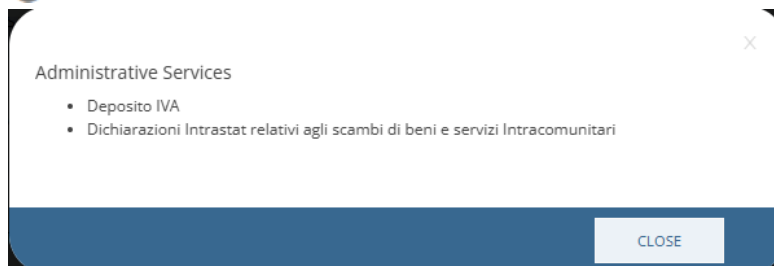 Administrative Services
• Deposito IVA
• Dichiarazioni Intrastat relativi agli scambi di beni e servizi Intracomunitari
CLOSE